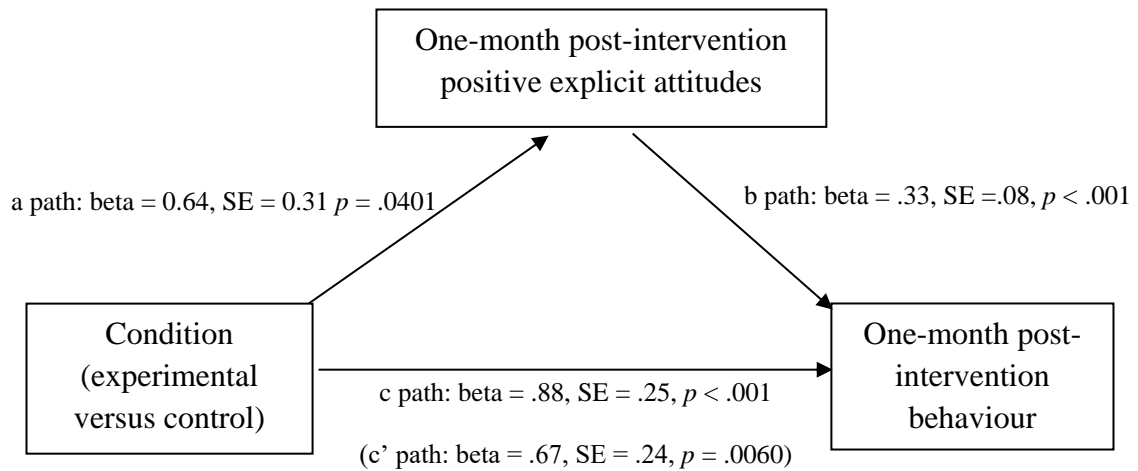 One-month post-intervention
positive explicit attitudes
a path: beta = 0.64, SE = 0.31 p = .0401
b path: beta = .33, SE =.08, p < .001
Condition
(experimental
versus control)
c path: beta = .88, SE = .25, p < .001
(c’ path: beta = .67, SE = .24, p = .0060)
One-month post-
intervention
behaviour